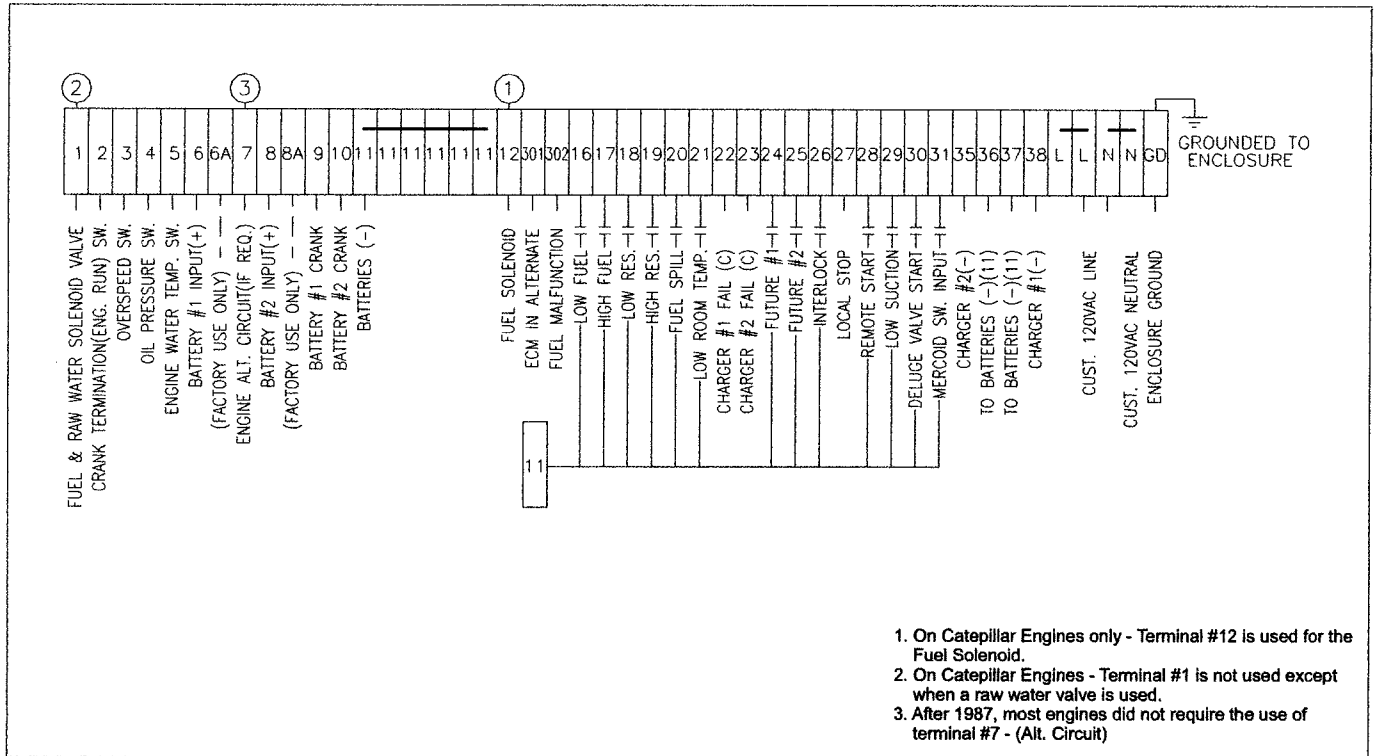 2 3 1
1 2 3 4 5 6 6A 7 8 8A 9 10 11 11 11 11 11 11 12 301 302 16 17 18 19 20 21 22 23 24 25 26 27 28 29 30 31 35 36 37 38 L L N N GD
GROUNDED TO
ENCLOSURE
FUEL & RAW WATER SOLENOID VALVE
CRANK TERMINATION(ENG. RUN) SW.
OVERSPEED SW.
OIL PRESSURE SW.
ENGINE WATER TEMP. SW.
BATTERY #1 INPUT(+)
(FACTORY USE ONLY)
ENGINE ALT. CIRCUIT(IF REQ.)
BATTERY #2 INPUT(+)
(FACTORY USE ONLY)
BATTERY #1 CRANK
BATTERY #2 CRANK
BATTERIES (-)
FUEL SOLENOID
ECM IN ALTERNATE
FUEL MALFUNCTION
LOW FUEL
HIGH FUEL
LOW RES.
HIGH RES.
FUEL SPILL
LOW ROOM TEMP.
CHARGER #1 FAIL (C)
CHARGER #2 FAIL (C)
FUTURE #1
FUTURE #2
INTERLOCK
LOCAL STOP
REMOTE START
LOW SUCTION
DELUGE VALVE START
MERCOID SW. INPUT
CHARGER #2(-)
TO BATTERIES (-)(11)
TO BATTERIES (-)(11)
CHARGER #1(-)
CUST. 120VAC LINE
CUST. 120VAC NEUTRAL
ENCLOSURE GROUND
11
1. On Catepillar Engines only - Terminal #12 is used for the
Fuel Solenoid.
2. On Catepillar Engines - Terminal #1 is not used except
when a raw water valve is used.
3. After 1987, most engines did not require the use of
terminal #7 - (Alt. Circuit)